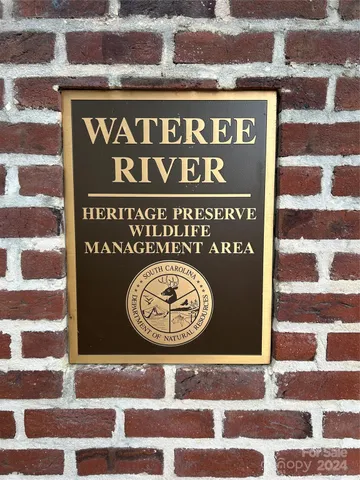 WATEREE
RIVER
HERITAGE PRESERVE
WILDLIFE
MANAGEMENT AREA
SOUTH CAROLINA
DEPARTMENT OF NATURAL RESOURCES
For Sale
canopy 2024